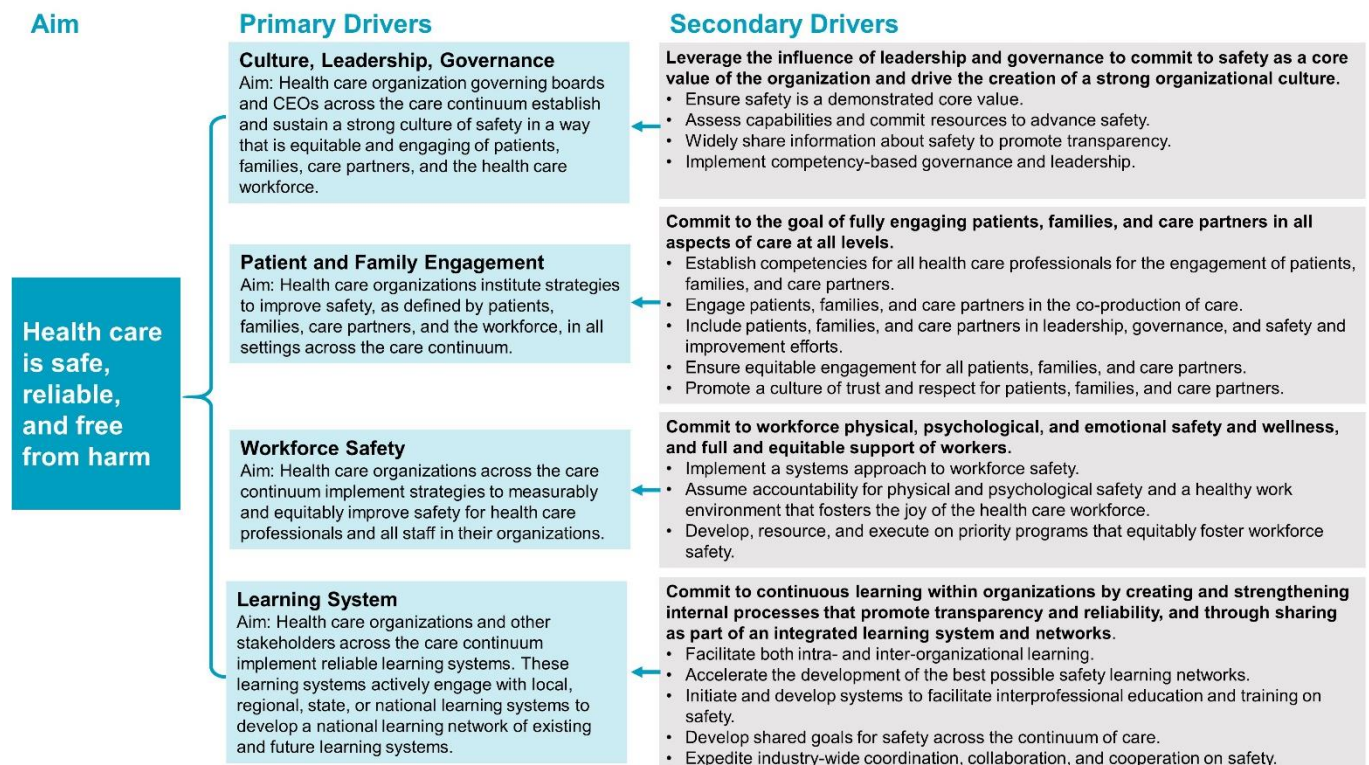 Aim
Primary Drivers
Secondary Drivers
Health care
is safe,
reliable,
and free
from harm
Culture, Leadership, Governance
Aim: Health care organization governing boards
and CEOs across the care continuum establish
and sustain a strong culture of safety in a way
that is equitable and engaging of patients,
families, care partners, and the health care
workforce.
Leverage the influence of leadership and governance to commit to safety as a core
value of the organization and drive the creation of a strong organizational culture.
• Ensure safety is a demonstrated core value.
• Assess capabilities and commit resources to advance safety.
• Widely share information about safety to promote transparency.
• Implement competency-based governance and leadership.
Patient and Family Engagement
Aim: Health care organizations institute strategies
to improve safety, as defined by patients,
families, care partners, and the workforce, in all
settings across the care continuum.
Commit to the goal of fully engaging patients, families, and care partners in all
aspects of care at all levels.
• Establish competencies for all health care professionals for the engagement of patients,
families, and care partners.
• Engage patients, families, and care partners in the co-production of care.
• Include patients, families, and care partners in leadership, governance, and safety and
improvement efforts.
• Ensure equitable engagement for all patients, families, and care partners.
• Promote a culture of trust and respect for patients, families, and care partners.
Workforce Safety
Aim: Health care organizations across the care
continuum implement strategies to measurably
and equitably improve safety for health care
professionals and all staff in their organizations.
Commit to workforce physical, psychological, and emotional safety and wellness,
and full and equitable support of workers.
• Implement a systems approach to workforce safety.
• Assume accountability for physical and psychological safety and a healthy work
environment that fosters the joy of the health care workforce.
• Develop, resource, and execute on priority programs that equitably foster workforce
safety.
Learning System
Aim: Health care organizations and other
stakeholders across the care continuum
implement reliable learning systems. These
learning systems actively engage with local,
regional, state, or national learning systems to
develop a national learning network of existing
and future learning systems.
Commit to continuous learning within organizations by creating and strengthening
internal processes that promote transparency and reliability, and through sharing
as part of an integrated learning system and networks.
• Facilitate both intra- and inter-organizational learning.
• Accelerate the development of the best possible safety learning networks.
• Initiate and develop systems to facilitate interprofessional education and training on
safety.
• Develop shared goals for safety across the continuum of care.
• Expedite industry-wide coordination, collaboration, and cooperation on safety.